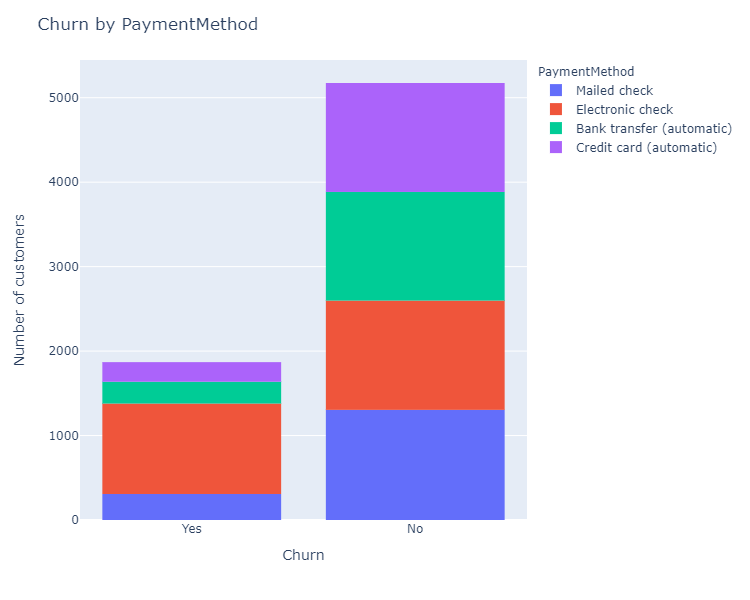 Churn by PaymentMethod
PaymentMethod
Mailed check
Electronic check
Bank transfer (automatic)
Credit card (automatic)
Number of customers
5000
4000
3000
2000
1000
0
Yes
No
Churn